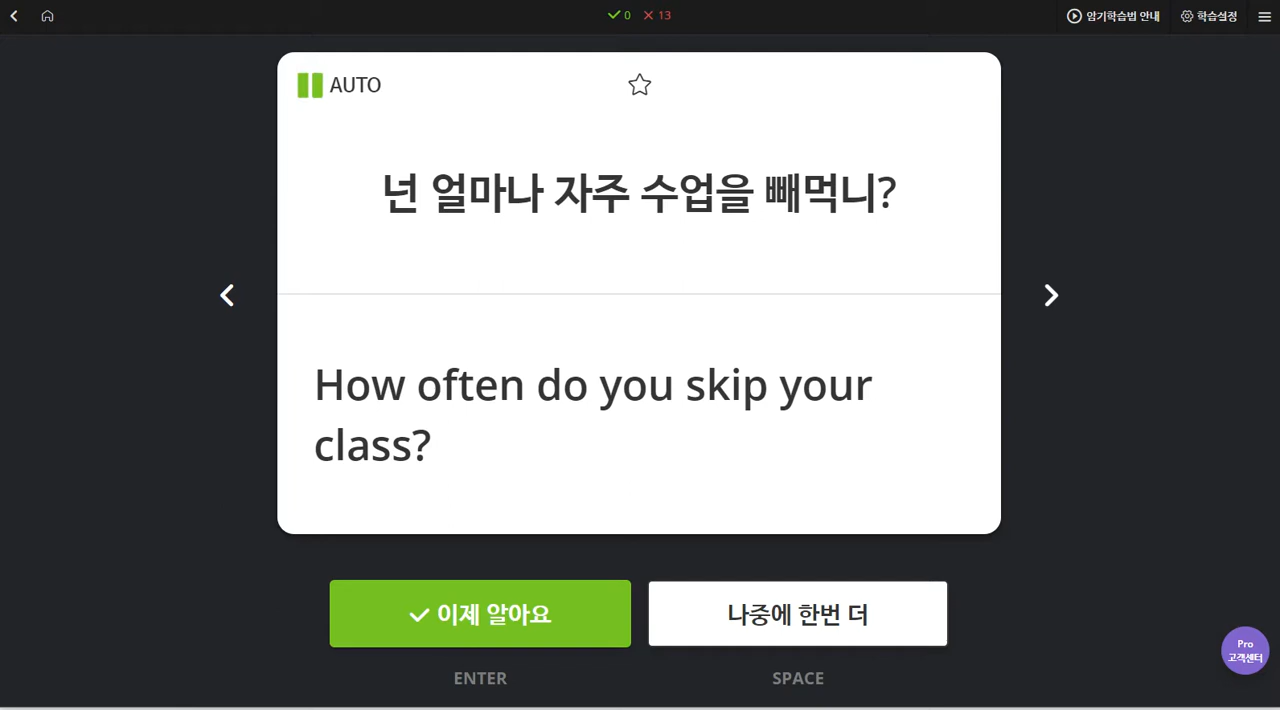 0 13 암기학습법 안내 학습설정
AUTO
넌 얼마나 자주 수업을 빼먹니?
How often do you skip your
class?
이제 알아요 나중에 한번 더
ENTER SPACE
Pro
고객센터